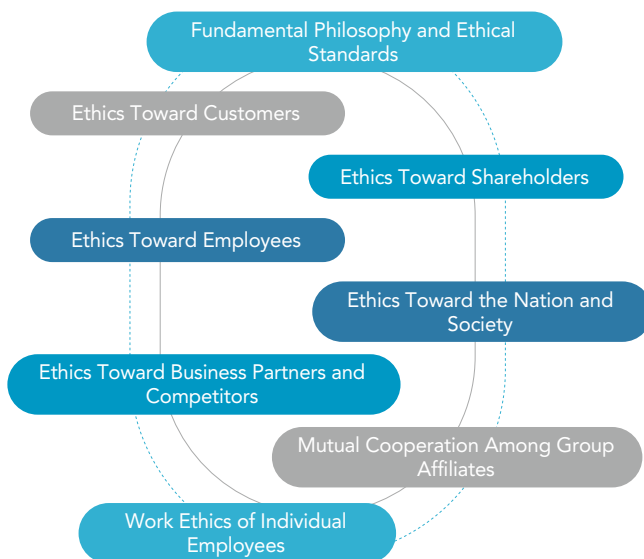 Fundamental Philosophy and Ethical
Standards
Ethics Toward Customers
Ethics Toward Shareholders
Ethics Toward Employees
Ethics Toward the Nation and
Society
Ethics Toward Business Partners and
Competitors
Mutual Cooperation Among Group
Affiliates
Work Ethics of Individual
Employees